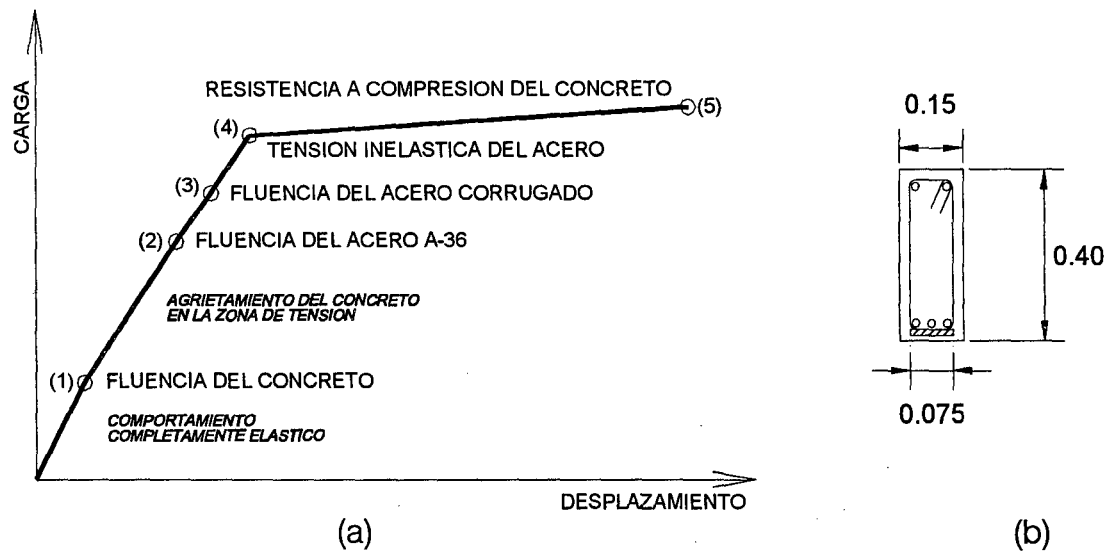 CARGA
RESISTENCIA A COMPRESION DEL CONCRETO
(5)
(4)
TENSION INELASTICA DEL ACERO
(3)
FLUENCIA DEL ACERO CORRUGADO
(2)
FLUENCIA DEL ACERO A-36
AGRIETAMIENTO DEL CONCRETO
EN LA ZONA DE TENSION
(1)
FLUENCIA DEL CONCRETO
COMPORTAMIENTO
COMPLETAMENTE ELASTICO
DESPLAZAMIENTO
(a)
0.15
0.40
0.075
(b)